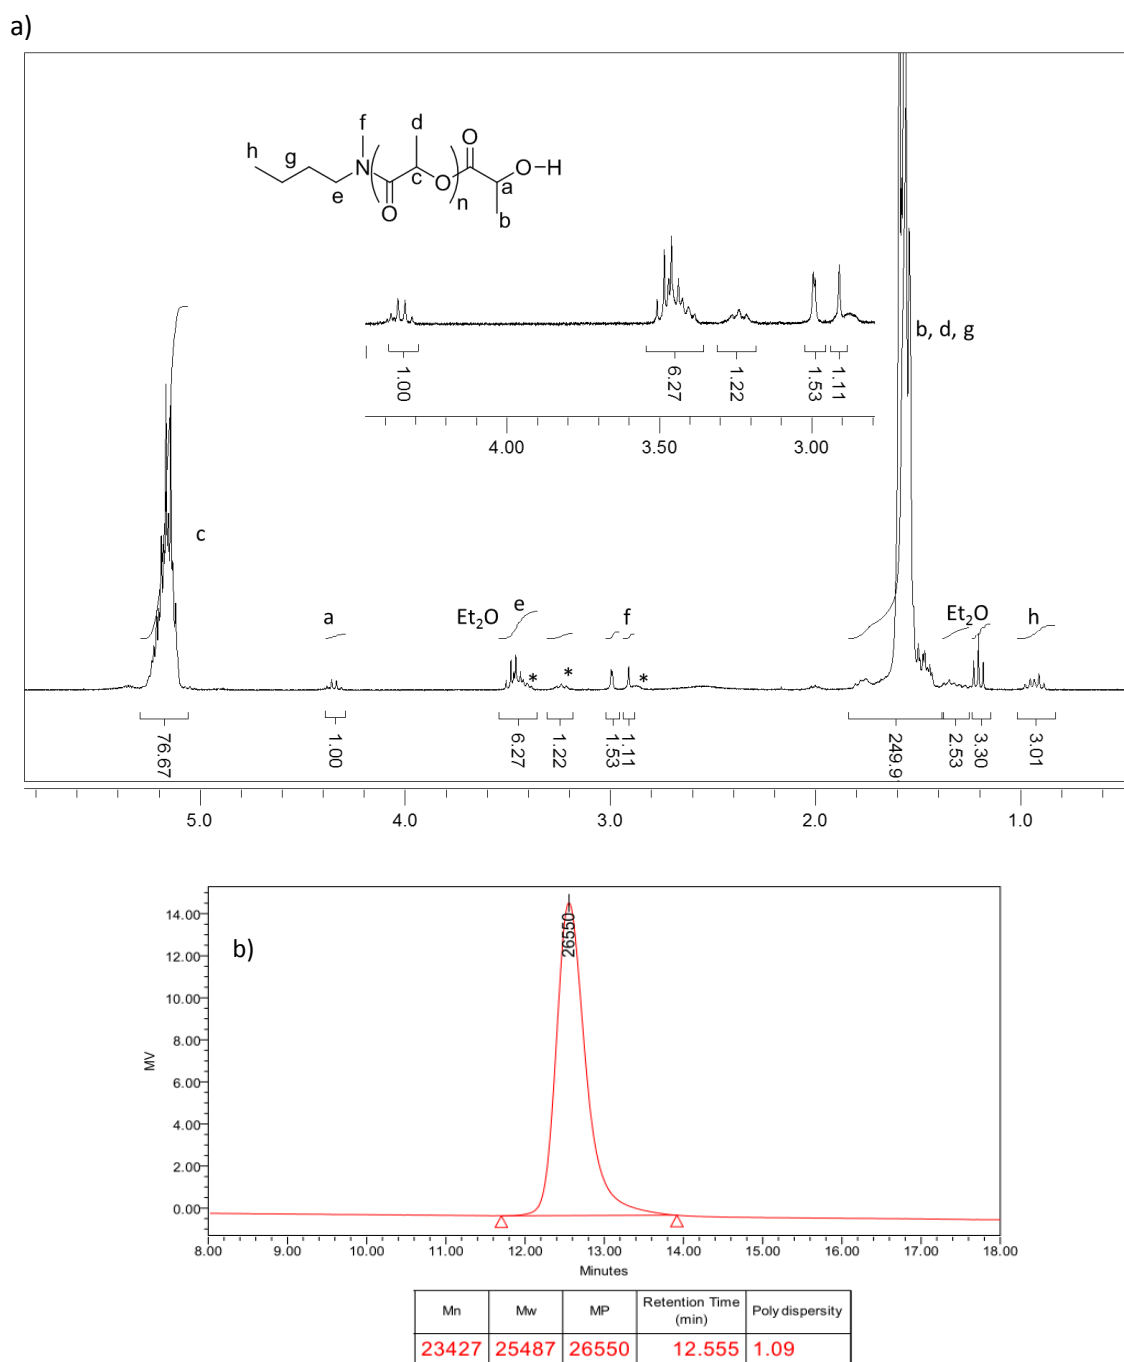 a)
f
d
O
h
g
N
c
O
a
O−H
e
O
n
b
b, d, g
1.00
6.27
1.22
1.53
1.11
4.00
3.50
3.00
c
a
Et₂O
e
*
*
f
*
Et₂O
h
76.67
1.00
6.27
1.22
1.53
1.11
249.9
2.53
3.30
3.01
5.0
4.0
3.0
2.0
1.0
b)
26550
MV
14.00
12.00
10.00
8.00
6.00
4.00
2.00
0.00
8.00 9.00 10.00 11.00 12.00 13.00 14.00 15.00 16.00 17.00 18.00
Minutes
Mn Mw MP Retention Time (min) Polydispersity
23427 25487 26550 12.555 1.09